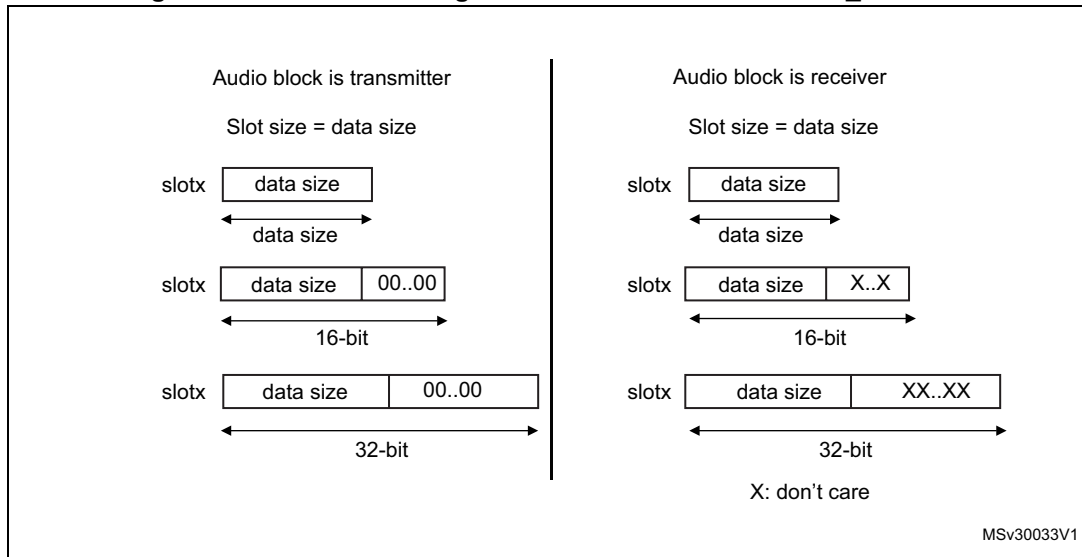 Audio block is transmitter
Slot size = data size
slotx data size
data size
slotx data size 00..00
16-bit
slotx data size 00..00
32-bit
Audio block is receiver
Slot size = data size
slotx data size
data size
slotx data size X..X
16-bit
slotx data size XX..XX
32-bit
X: don't care
MSv30033V1